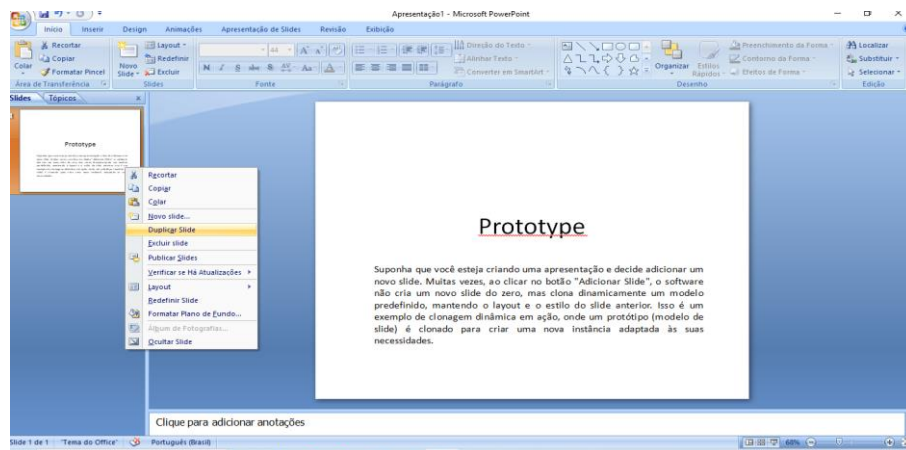 Apresentação1 - Microsoft PowerPoint
Início Inserir Design Animações Apresentação de Slides Revisão Exibição
Colar
Recortar
Copiar
Formatar Pincel
Área de Transferência
Novo Slide
Layout
Redefinir
Excluir
Slides
44
N I S abe S AV Aa A
Fonte
Direção do Texto
Alinhar Texto
Converter em SmartArt
Parágrafo
Organizar
Estilos Rápidos
Preenchimento da Forma
Contorno da Forma
Efeitos de Forma
Desenho
Localizar
Substituir
Selecionar
Edição
Slides Tópicos x
Prototype
Recortar
Copiar
Colar
Novo slide...
Duplicar Slide
Excluir slide
Publicar Slides
Verificar se Há Atualizações
Layout
Redefinir Slide
Formatar Plano de Fundo...
Álbum de Fotografias...
Ocultar Slide
Prototype
Suponha que você esteja criando uma apresentação e decide adicionar um
novo slide. Muitas vezes, ao clicar no botão "Adicionar Slide", o software
não cria um novo slide do zero, mas clona dinamicamente um modelo
predefinido, mantendo o layout e o estilo do slide anterior. Isso é um
exemplo de clonagem dinâmica em ação, onde um protótipo (modelo de
slide) é clonado para criar uma nova instância adaptada às suas
necessidades.
Clique para adicionar anotações
Slide 1 de 1 "Tema do Office" Português (Brasil) 68%